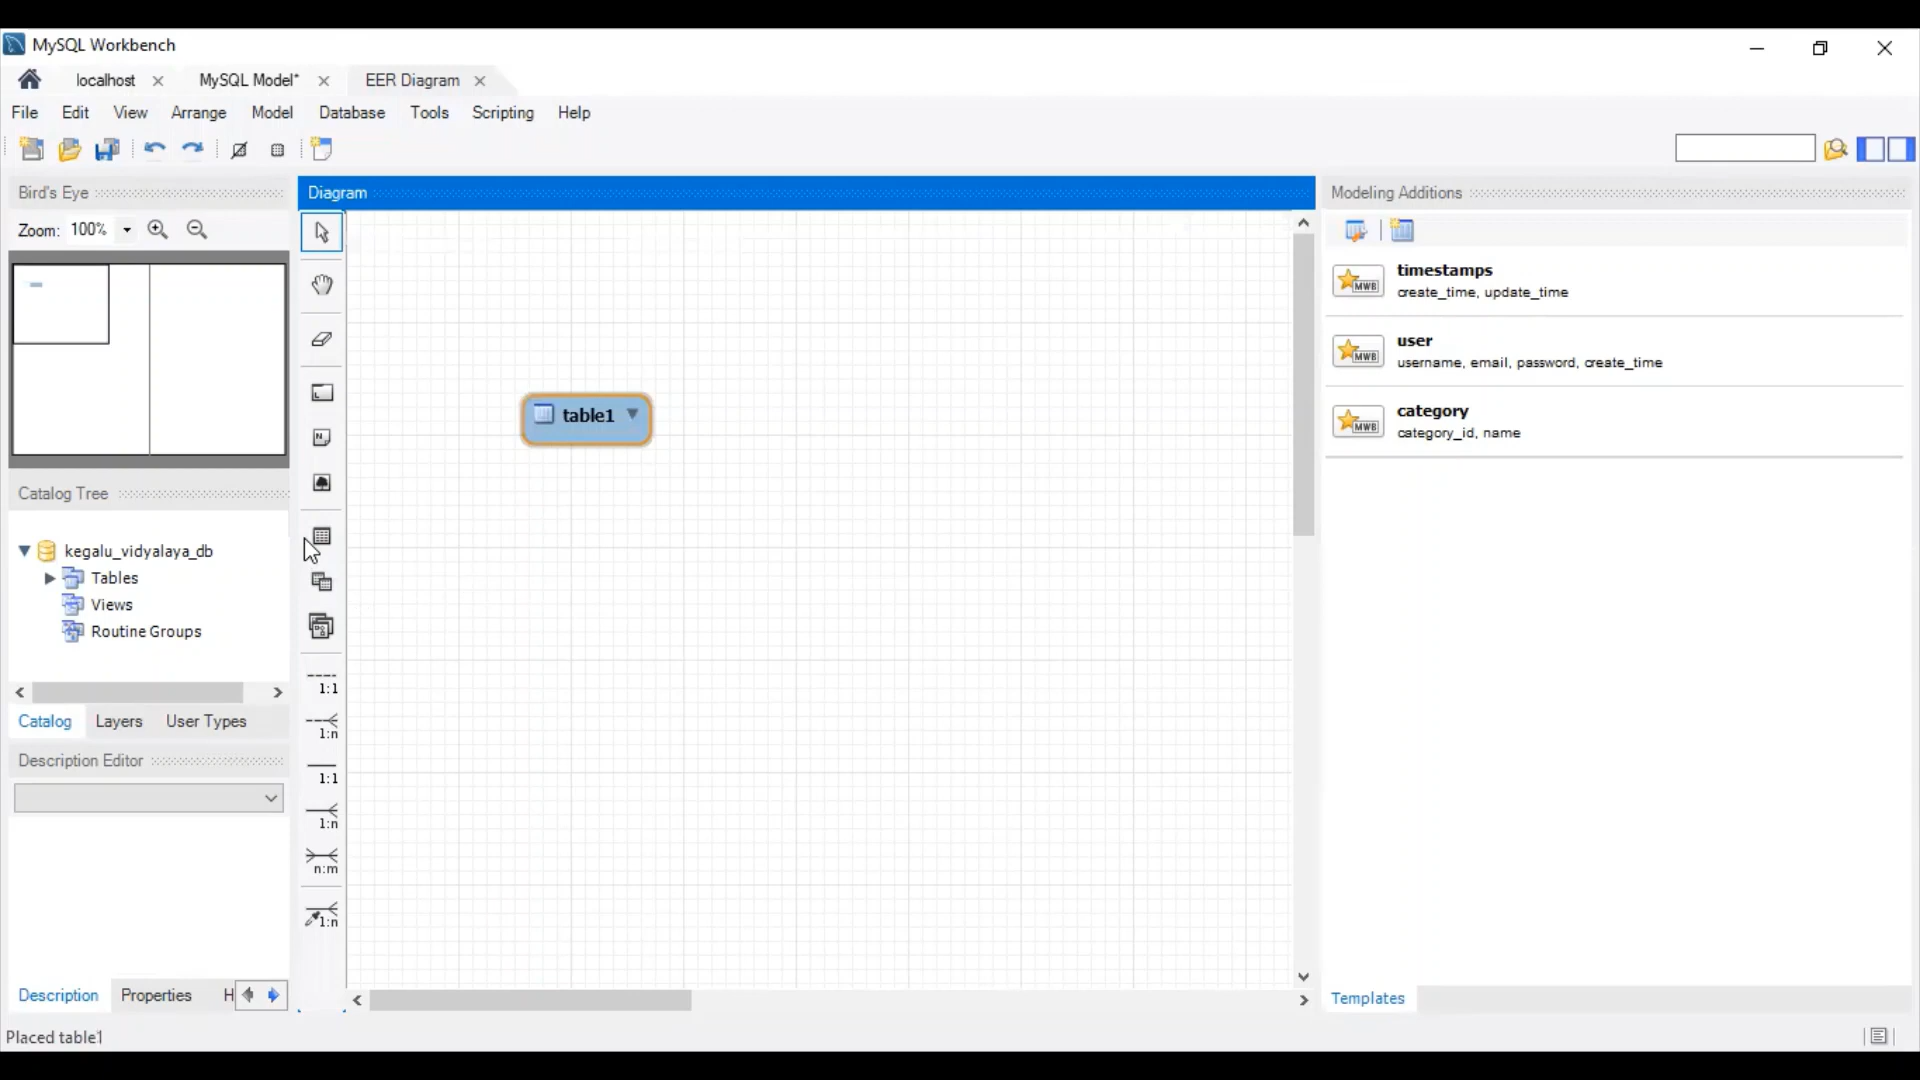 MySQL Workbench
localhost MySQL Model* EER Diagram
File Edit View Arrange Model Database Tools Scripting Help
Bird's Eye
Zoom: 100%
Catalog Tree
kegalu_vidyalaya_db
Tables
Views
Routine Groups
Catalog Layers User Types
Description Editor
Description Properties H
Placed table1
Diagram
N
1:1
1:n
1:1
1:n
n:m
1:n
table1
Modeling Additions
MWB
timestamps
create_time, update_time
MWB
user
username, email, password, create_time
MWB
category
category_id, name
Templates